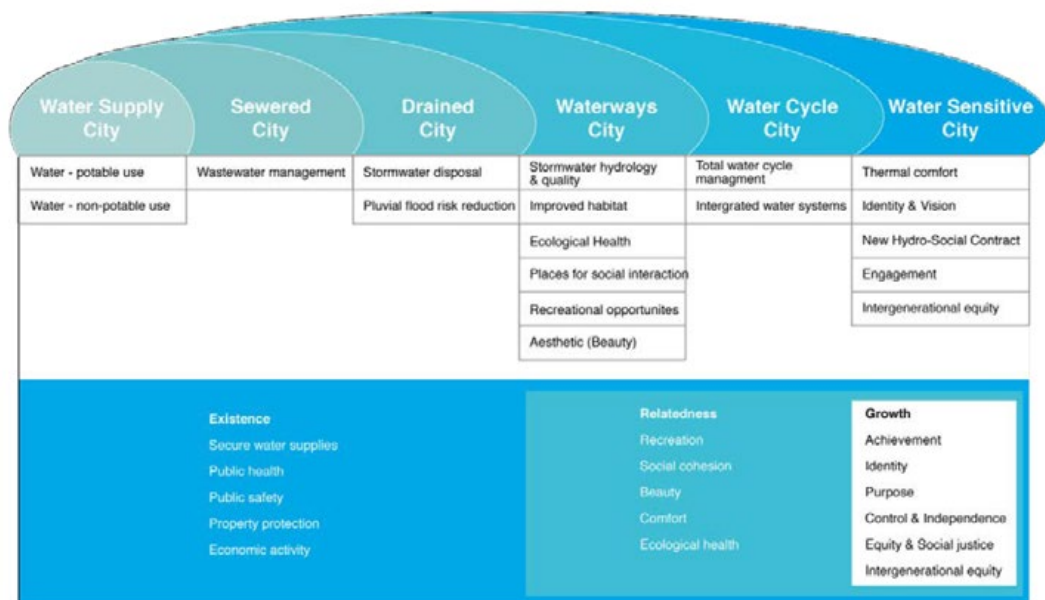 Water Supply
City
Sewered
City
Drained
City
Waterways
City
Water Cycle
City
Water Sensitive
City
Water - potable use
Water - non-potable use
Wastewater management
Stormwater disposal
Pluvial flood risk reduction
Stormwater hydrology
& quality
Improved habitat
Ecological Health
Places for social interaction
Recreational opportunites
Aesthetic (Beauty)
Total water cycle
managment
Intergrated water systems
Thermal comfort
Identity & Vision
New Hydro-Social Contract
Engagement
Intergenerational equity
Existence
Secure water supplies
Public health
Public safety
Property protection
Economic activity
Relatedness
Recreation
Social cohesion
Beauty
Comfort
Ecological health
Growth
Achievement
Identity
Purpose
Control & Independence
Equity & Social justice
Intergenerational equity